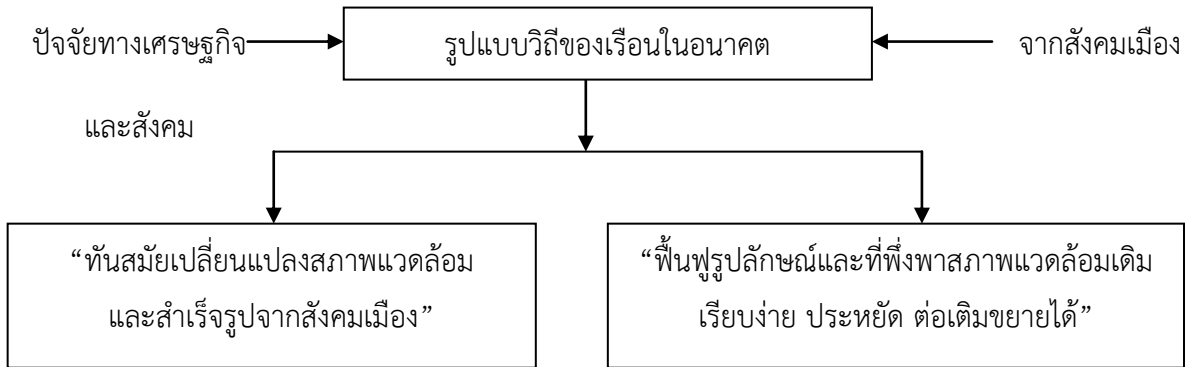 ปัจจัยทางเศรษฐกิจ
และสังคม
รูปแบบวิถีของเรือนในอนาคต
จากสังคมเมือง
“ทันสมัยเปลี่ยนแปลงสภาพแวดล้อม
และสำเร็จรูปจากสังคมเมือง”
“ฟื้นฟูรูปลักษณ์และที่พึ่งพาสภาพแวดล้อมเดิม
เรียบง่าย ประหยัด ต่อเติมขยายได้”